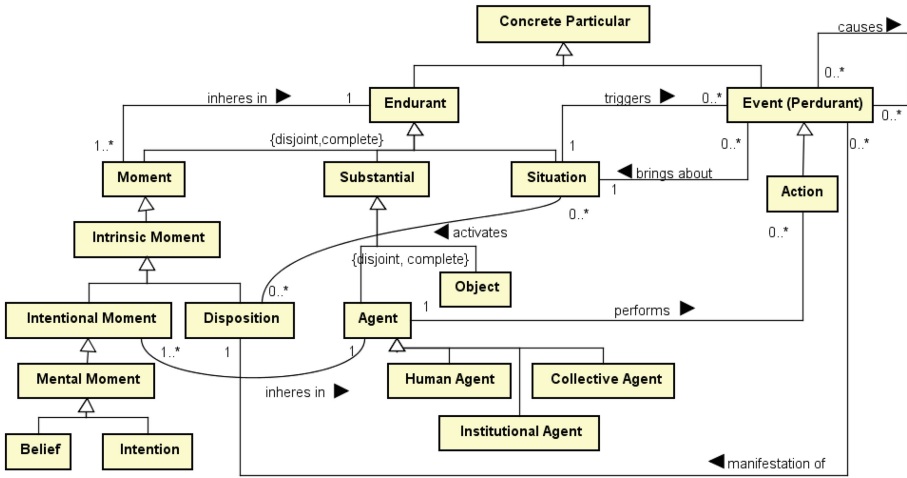 Concrete Particular
causes ▶
0..*
inheres in ▶
1
Endurant
triggers ▶
0..*
Event (Perdurant)
0..*
1..*
{disjoint,complete}
1
0..*
0..*
Moment
Substantial
Situation
1
◀ brings about
Action
0..*
0..*
Intrinsic Moment
◀ activates
{disjoint, complete}
Object
0..*
Intentional Moment
Disposition
Agent
1
performs ▶
1..*
1
1
inheres in ▶
Mental Moment
Human Agent
Collective Agent
Institutional Agent
Belief
Intention
◀ manifestation of